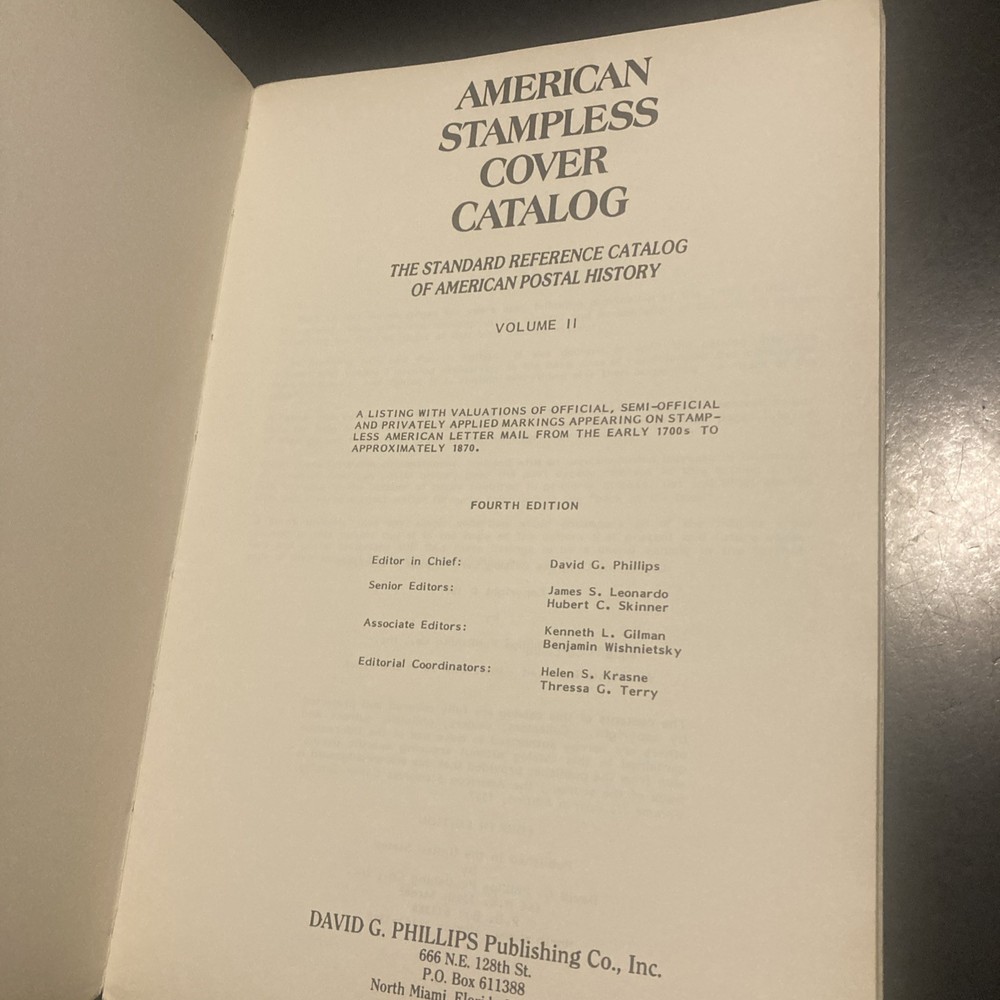 AMERICAN
STAMPLESS
COVER
CATALOG
THE STANDARD REFERENCE CATALOG
OF AMERICAN POSTAL HISTORY
VOLUME II
A LISTING WITH VALUATIONS OF OFFICIAL, SEMI-OFFICIAL
AND PRIVATELY APPLIED MARKINGS APPEARING ON STAMP-
LESS AMERICAN LETTER MAIL FROM THE EARLY 1700s TO
APPROXIMATELY 1870.
FOURTH EDITION
Editor in Chief: David G. Phillips
Senior Editors: James S. Leonardo
Hubert C. Skinner
Associate Editors: Kenneth L. Gilman
Benjamin Wishnietsky
Editorial Coordinators: Helen S. Krasne
Thressa G. Terry
DAVID G. PHILLIPS Publishing Co., Inc.
666 N.E. 128th St.
P.O. Box 611388
North Miami, Florida